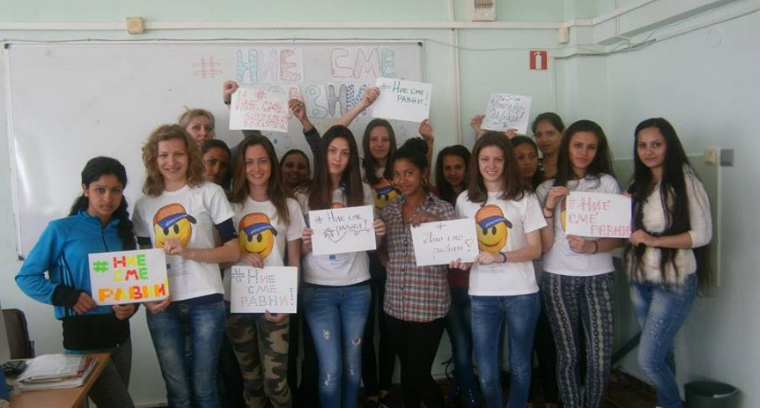 # НИЕ СМЕ
РАВНИ
#
НИЕ СМЕ
РАВНИ
# Ние сме
равни!
# НИЕ
СМЕ
РАВНИ
# НИЕ
СМЕ
РАВНИ
# Ние сме
равни!
# Ние сме
равни!
# НИЕ СМЕ
РАВНИ